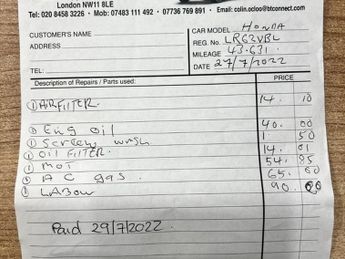 London NW11 8LE
Tel: 020 8458 3226 • Mob: 07483 111 492 • 07736 769 891 • Email: colin.ocloo@btconnect.com
CUSTOMER'S NAME
ADDRESS
TEL:
CAR MODEL HONDA
REG. No. LR63VBL
MILEAGE 43.631
DATE 29/7/2022
Description of Repairs / Parts used: PRICE
① AIRFILTER. 14. 10
① Eng oil 40. 00
① Screen wash 1. 50
① OIL FILTER. 14. 01
① MOT 54. 85
① A C gas 65. 00
① LABour 90. 00
Paid 29/7/2022.